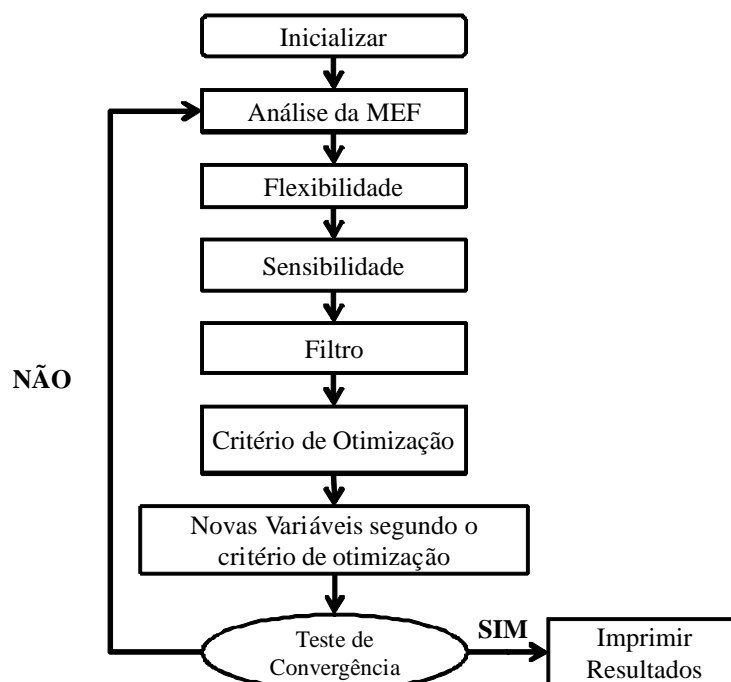 Inicializar
Análise da MEF
Flexibilidade
Sensibilidade
Filtro
NÃO
Critério de Otimização
Novas Variáveis segundo o
critério de otimização
Teste de
Convergência
SIM
Imprimir
Resultados